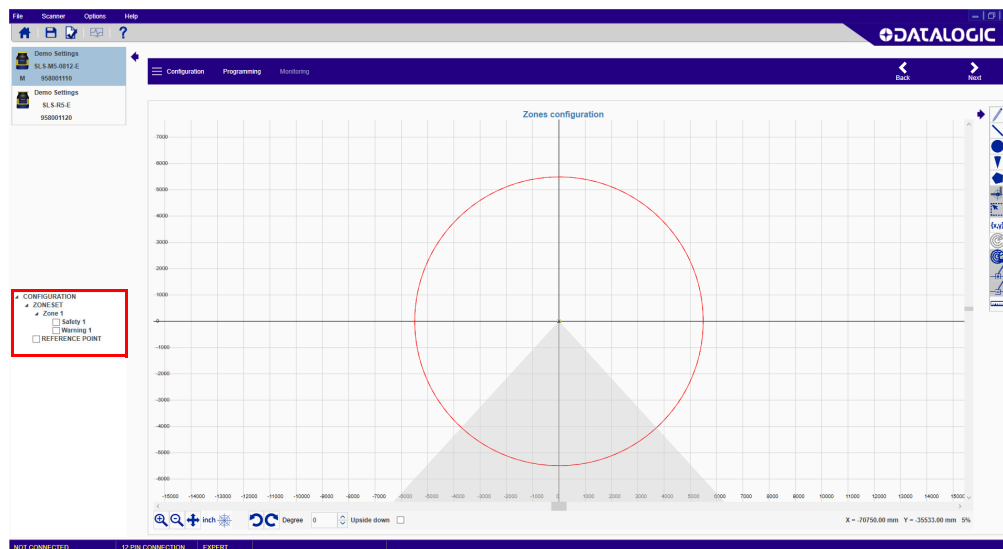 File Scanner Options Help
DATALOGIC
Demo Settings
SLS-M5-0812-E
M 958001110
Demo Settings
SLS-R5-E
958001120
Configuration Programming Monitoring
Back Next
Zones configuration
7000
6000
5000
4000
3000
2000
1000
0
-1000
-2000
-3000
-4000
-5000
-6000
-15000 -14000 -13000 -12000 -11000 -10000 -9000 -8000 -7000 -6000 -5000 -4000 -3000 -2000 -1000 0 1000 2000 3000 4000 5000 6000 7000 8000 9000 10000 11000 12000 13000 14000 15000
CONFIGURATION
ZONESET
Zone 1
Safety 1
Warning 1
REFERENCE POINT
{x,y}
inch Degree 0 Upside down
X = -70750.00 mm Y = -35533.00 mm 5%
NOT CONNECTED 12 PIN CONNECTION EXPERT